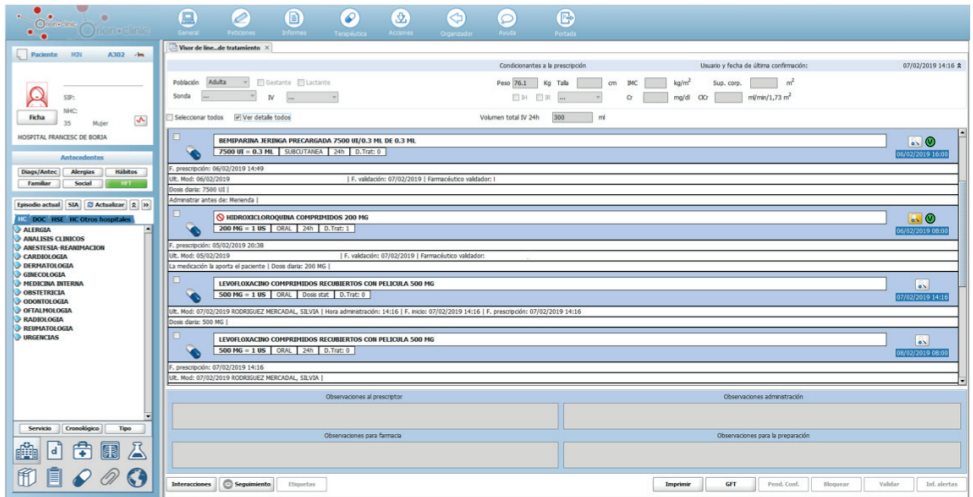 Orion-clinic
Orion-clinic
General Peticiones Informes Terapéutica Acciones Organizador Ayuda Portada
Paciente HIN A302
Visor de líne...de tratamiento
Condicionantes a la prescripción Usuario y fecha de última confirmación: 07/02/2019 14:16
Población Adulta Gestante Lactante Peso 76.1 Kg Talla cm IMC kg/m² Sup. corp. m²
Sonda ... IV ... IH IR ... Cr mg/dl ClCr ml/min/1,73 m²
SIP:
Ficha NHC:
35 Mujer
HOSPITAL FRANCESC DE BORJA
Seleccionar todos Ver detalle todos Volumen total IV 24h 300 ml
Antecedentes
Diags/Antec Alergias Hábitos
Familiar Social HFT
Episodio actual SIA Actualizar
HC DOC HSE HC Otros hospitales
ALERGIA
ANALISIS CLINICOS
ANESTESIA-REANIMACION
CARDIOLOGIA
DERMATOLOGIA
GINECOLOGIA
MEDICINA INTERNA
OBSTETRICIA
ODONTOLOGIA
OFTALMOLOGIA
RADIOLOGIA
REUMATOLOGIA
URGENCIAS
Servicio Cronológico Tipo
BEMIPARINA JERINGA PRECARGADA 7500 UI/0.3 ML DE 0.3 ML
7500 UI = 0.3 ML SUBCUTANEA 24h D.Trat: 0
V
06/02/2019 16:00
F. prescripción: 06/02/2019 14:49
Ult. Mod: 06/02/2019 | F. validación: 07/02/2019 | Farmacéutico validador: I
Dosis diaria: 7500 UI |
Administrar antes de: Merienda |
HIDROXICLOROQUINA COMPRIMIDOS 200 MG
200 MG = 1 US ORAL 24h D.Trat: 1
V
06/02/2019 08:00
F. prescripción: 05/02/2019 20:38
Ult. Mod: 05/02/2019 | F. validación: 07/02/2019 | Farmacéutico validador:
La medicación la aporta el paciente | Dosis diaria: 200 MG |
LEVOFLOXACINO COMPRIMIDOS RECUBIERTOS CON PELICULA 500 MG
500 MG = 1 US ORAL Dosis stat D.Trat: 0
07/02/2019 14:16
Ult. Mod: 07/02/2019 RODRIGUEZ MERCADAL, SILVIA | Hora administración: 14:16 | F. inicio: 07/02/2019 14:16 | F. prescripción: 07/02/2019 14:16
Dosis diaria: 500 MG |
LEVOFLOXACINO COMPRIMIDOS RECUBIERTOS CON PELICULA 500 MG
500 MG = 1 US ORAL 24h D.Trat: 0
08/02/2019 08:00
F. prescripción: 07/02/2019 14:16
Ult. Mod: 07/02/2019 RODRIGUEZ MERCADAL, SILVIA |
Observaciones al prescriptor Observaciones administración
Observaciones para farmacia Observaciones para la preparación
Interacciones Seguimiento Etiquetas Imprimir GFT Pend. Conf. Bloquear Validar Inf. alertas